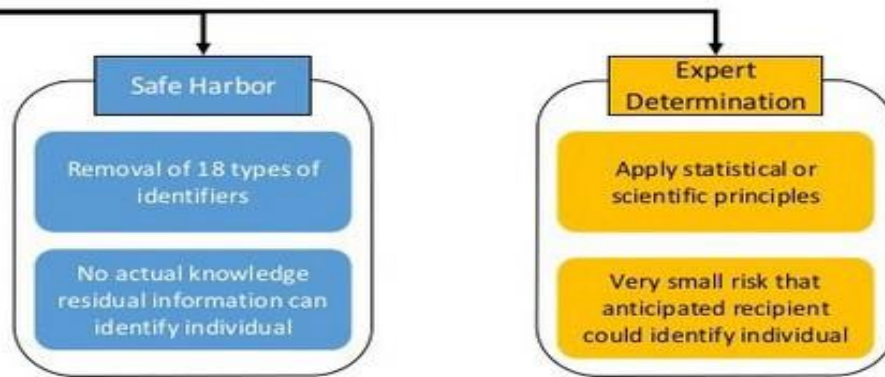 Safe Harbor
Removal of 18 types of
identifiers
No actual knowledge
residual information can
identify individual
Expert
Determination
Apply statistical or
scientific principles
Very small risk that
anticipated recipient
could identify individual